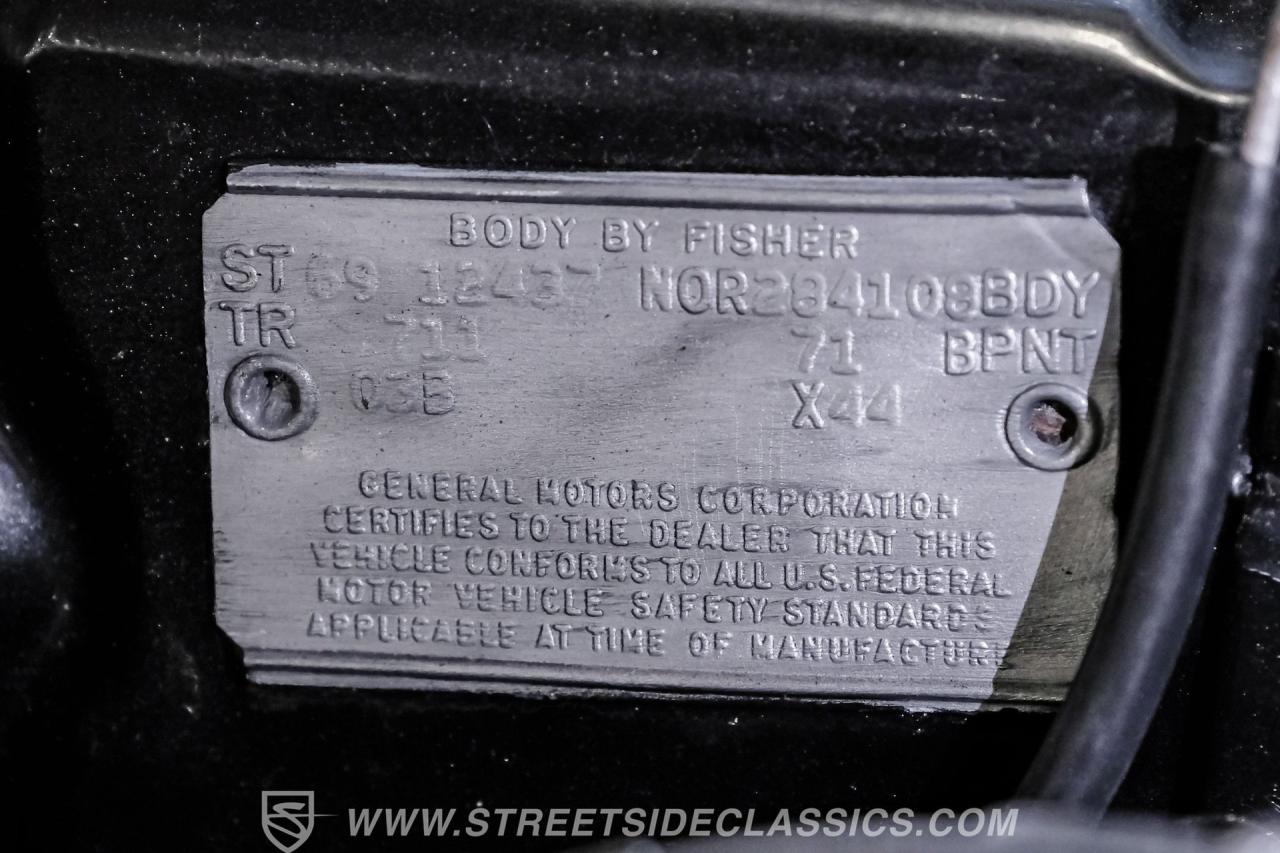 BODY BY FISHER
ST 69 12437 NOR284108BDY
TR 711 71 BPNT
03B X44
GENERAL MOTORS CORPORATION
CERTIFIES TO THE DEALER THAT THIS
VEHICLE CONFORMS TO ALL U.S. FEDERAL
MOTOR VEHICLE SAFETY STANDARDS
APPLICABLE AT TIME OF MANUFACTURE
WWW.STREETSIDECLASSICS.COM